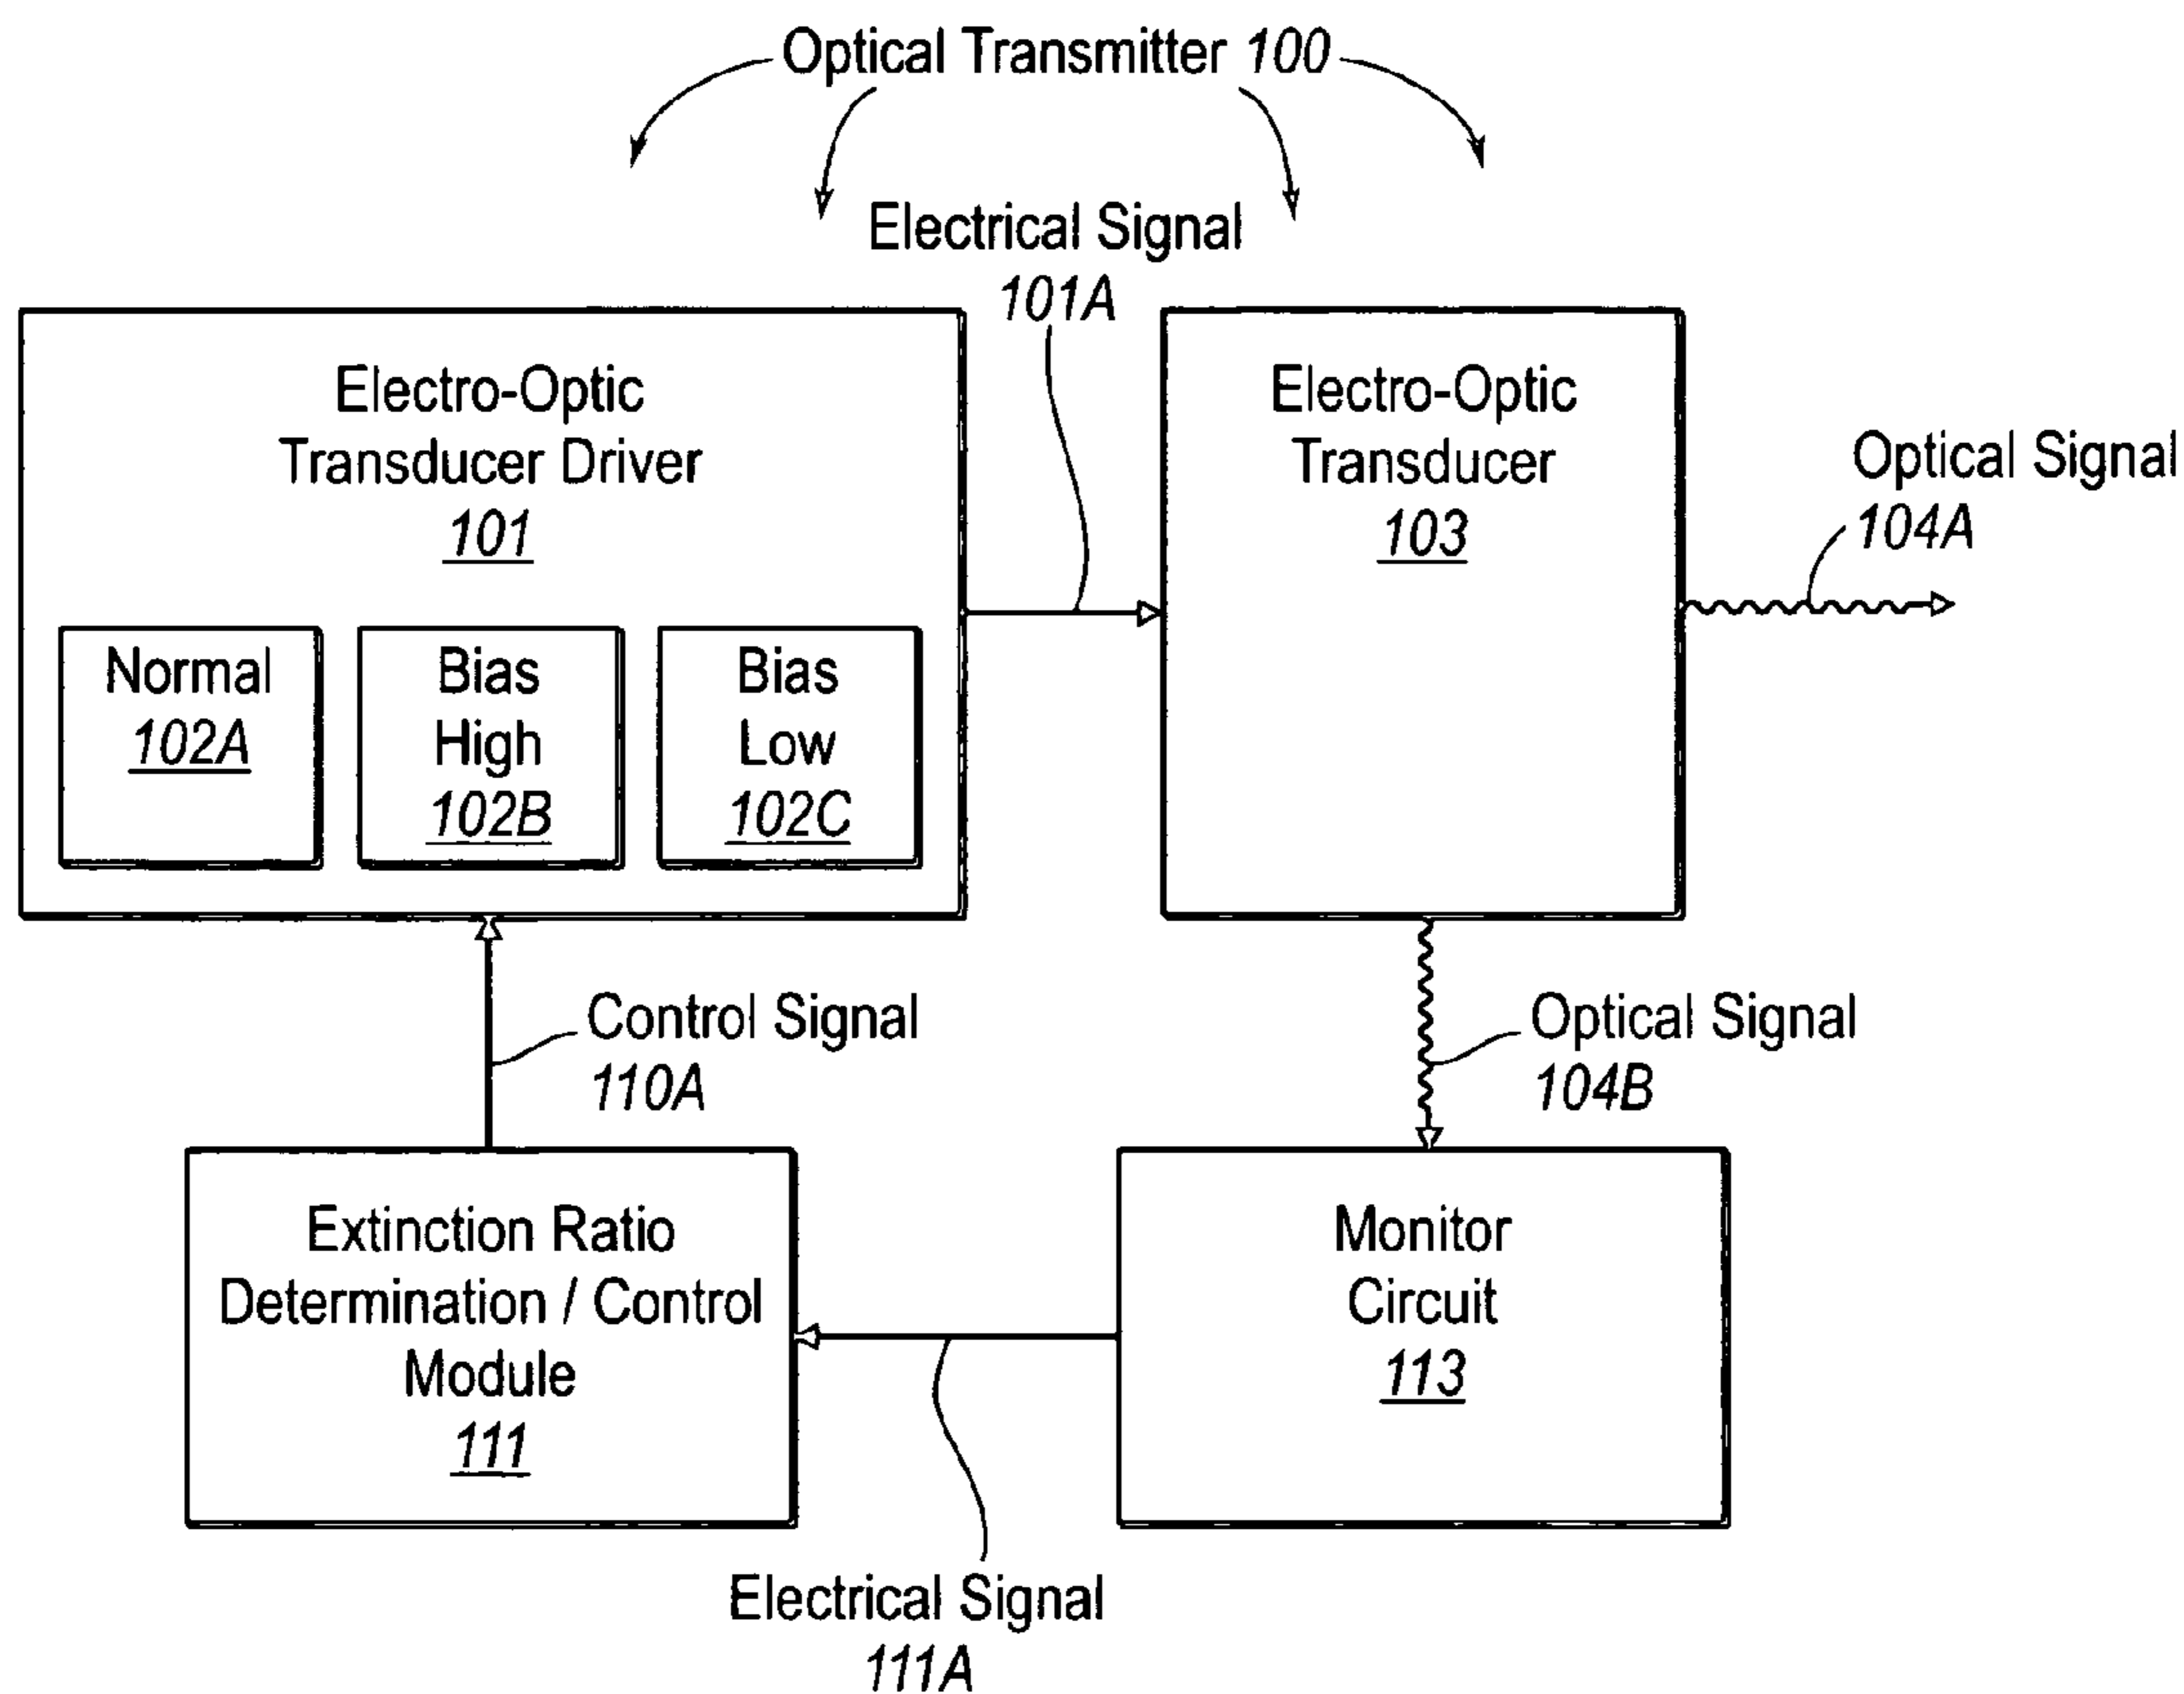 Optical Transmitter 100
Electrical Signal
101A
Electro-Optic
Transducer Driver
101
Normal
102A
Bias
High
102B
Bias
Low
102C
Electro-Optic
Transducer
103
Optical Signal
104A
Control Signal
110A
Optical Signal
104B
Extinction Ratio
Determination / Control
Module
111
Monitor
Circuit
113
Electrical Signal
111A